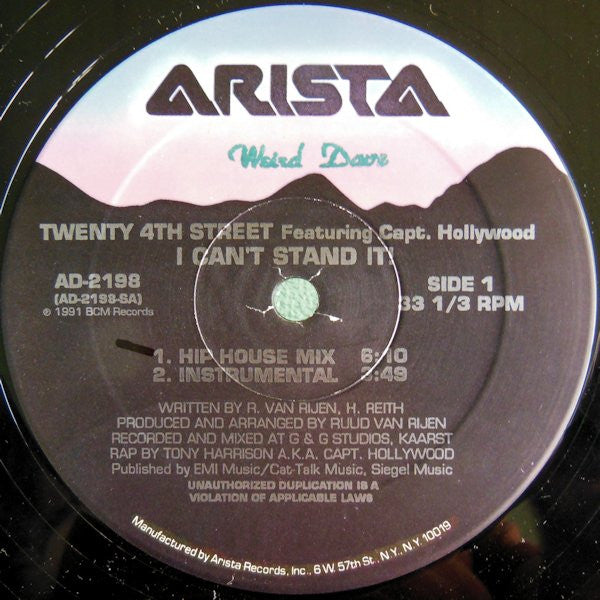 ARISTA
Weird Dave
TWENTY 4TH STREET Featuring Capt. Hollywood
I CAN'T STAND IT!
AD-2198
(AD-2198-SA)
℗ 1991 BCM Records
SIDE 1
33 1/3 RPM
1. HIP HOUSE MIX 6:10
2. INSTRUMENTAL :49
WRITTEN BY R. VAN RIJEN, H. REITH
PRODUCED AND ARRANGED BY RUUD VAN RIJEN
RECORDED AND MIXED AT G & G STUDIOS, KAARST
RAP BY TONY HARRISON A.K.A. CAPT. HOLLYWOOD
Published by EMI Music/Cat-Talk Music, Siegel Music
UNAUTHORIZED DUPLICATION IS A
VIOLATION OF APPLICABLE LAWS
Manufactured by Arista Records, Inc., 6 W. 57th St., N.Y., N.Y. 10019